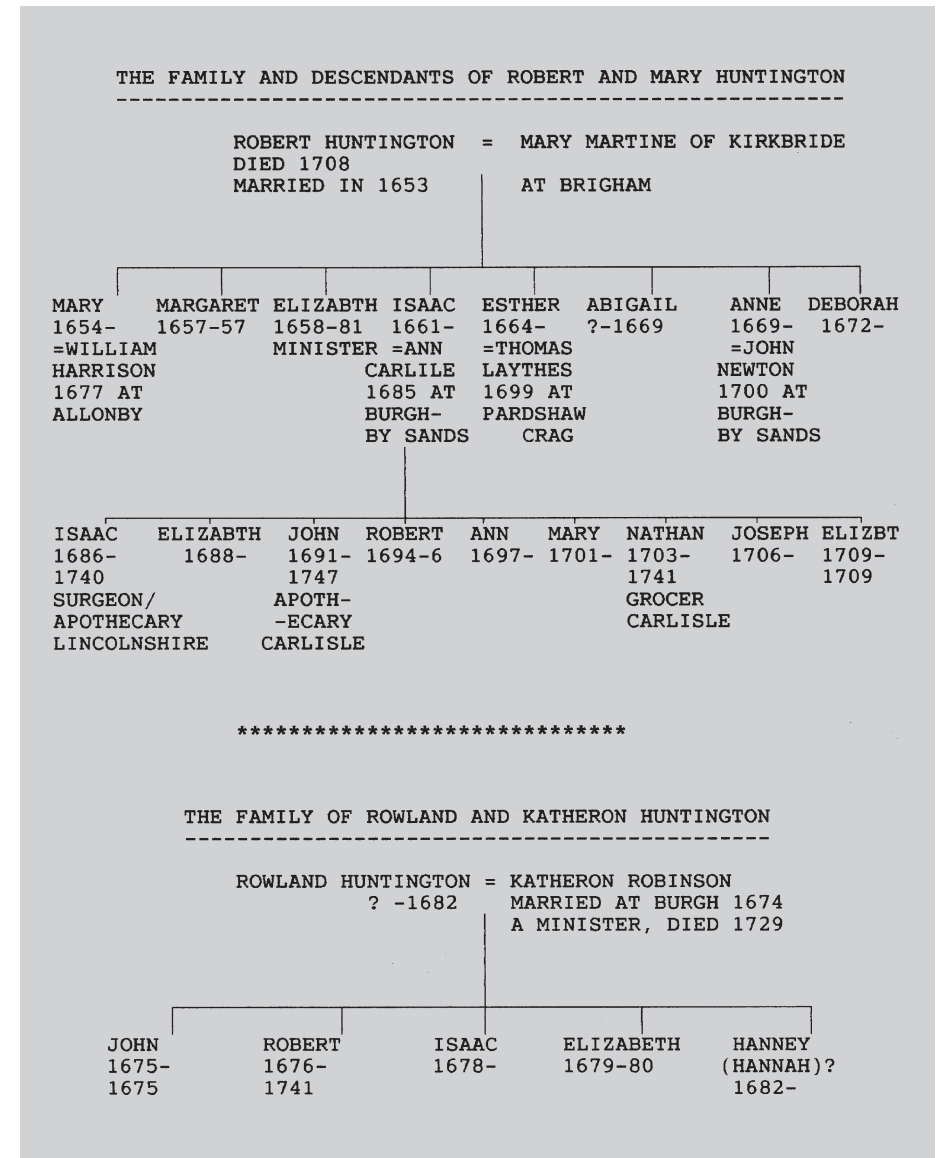 THE FAMILY AND DESCENDANTS OF ROBERT AND MARY HUNTINGTON
--------------------------------------------------------
ROBERT HUNTINGTON = MARY MARTINE OF KIRKBRIDE
DIED 1708
MARRIED IN 1653 AT BRIGHAM
MARY MARGARET ELIZABTH ISAAC ESTHER ABIGAIL ANNE DEBORAH
1654- 1657-57 1658-81 1661- 1664- ?-1669 1669- 1672-
=WILLIAM MINISTER =ANN =THOMAS =JOHN
HARRISON CARLILE LAYTHES NEWTON
1677 AT 1685 AT 1699 AT 1700 AT
ALLONBY BURGH- PARDSHAW BURGH-
BY SANDS CRAG BY SANDS
ISAAC ELIZABTH JOHN ROBERT ANN MARY NATHAN JOSEPH ELIZBT
1686- 1688- 1691- 1694-6 1697- 1701- 1703- 1706- 1709-
1740 1747 1741 1709
SURGEON/ APOTH- GROCER
APOTHECARY -ECARY CARLISLE
LINCOLNSHIRE CARLISLE
******************************
THE FAMILY OF ROWLAND AND KATHERON HUNTINGTON
---------------------------------------------
ROWLAND HUNTINGTON = KATHERON ROBINSON
? -1682 MARRIED AT BURGH 1674
A MINISTER, DIED 1729
JOHN ROBERT ISAAC ELIZABETH HANNEY
1675- 1676- 1678- 1679-80 (HANNAH)?
1675 1741 1682-